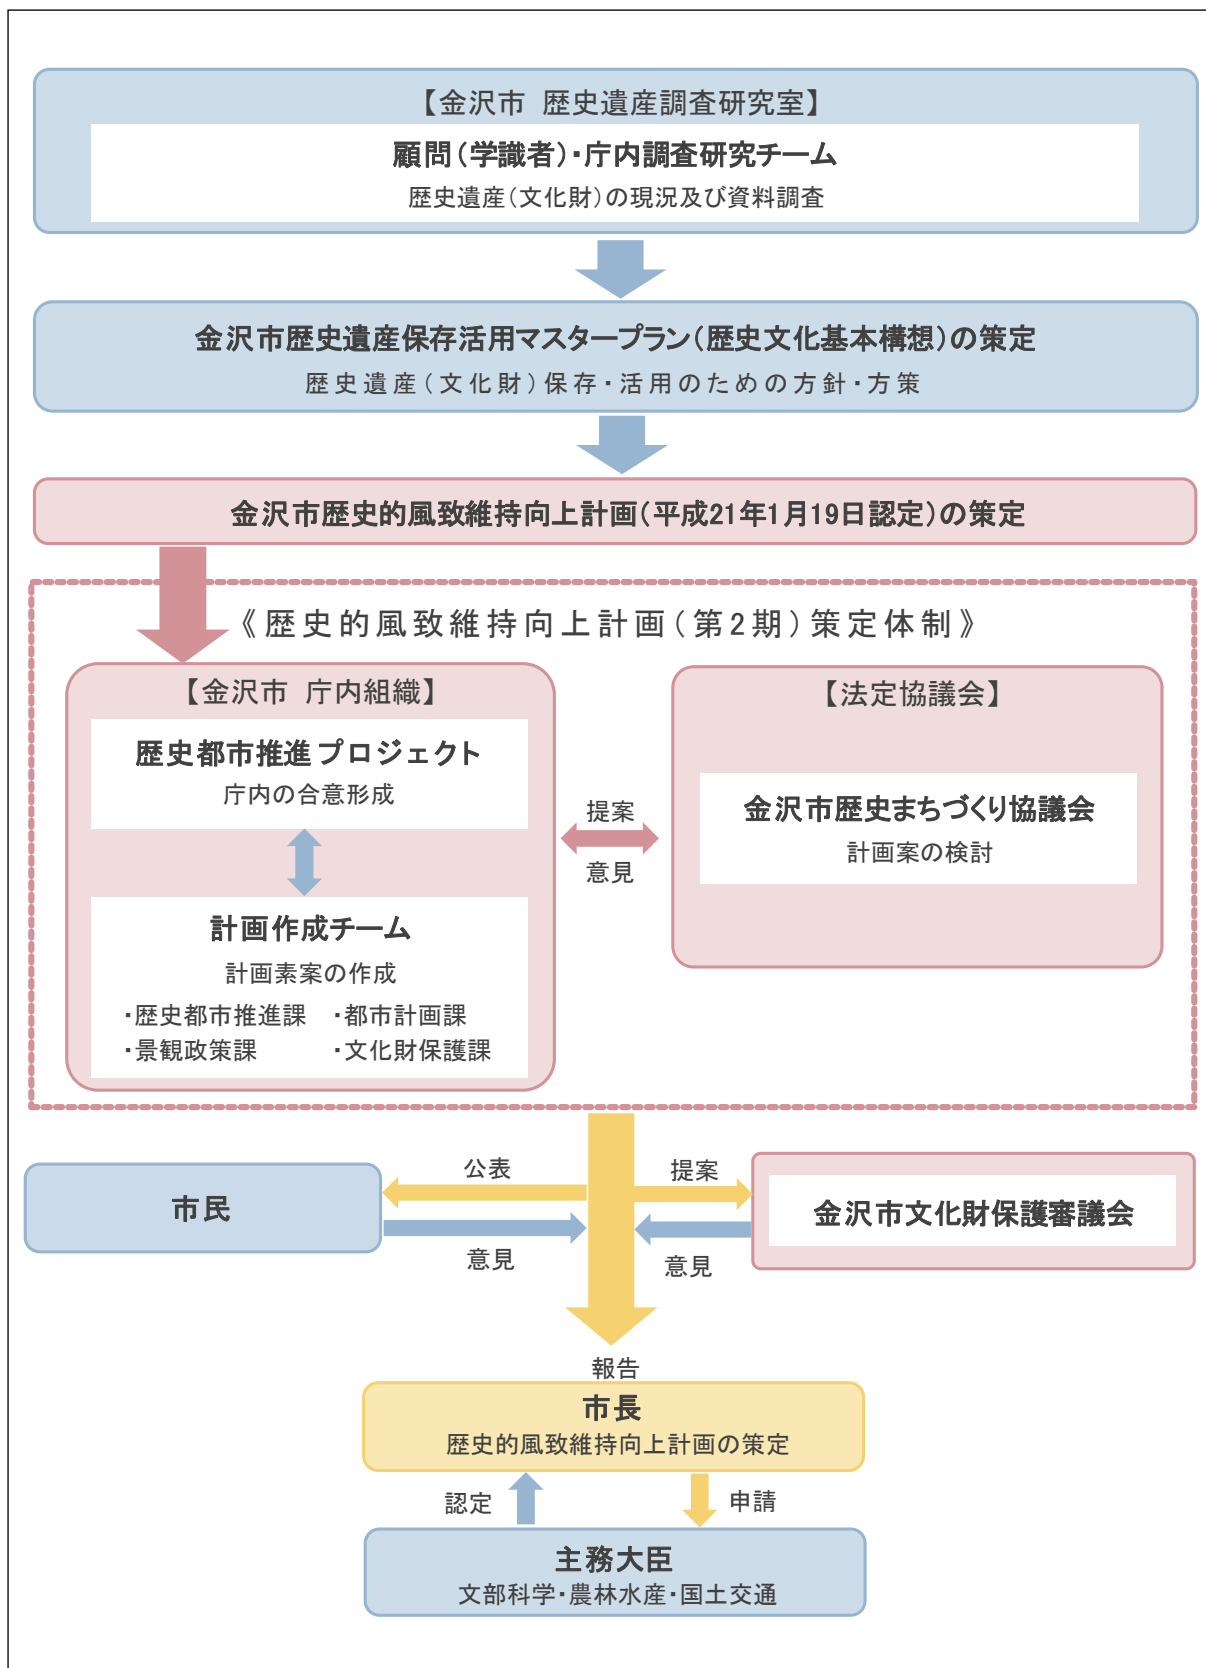 【金沢市 歴史遺産調査研究室】
顧問(学識者)・庁内調査研究チーム
歴史遺産(文化財)の現況及び資料調査
金沢市歴史遺産保存活用マスタープラン(歴史文化基本構想)の策定
歴史遺産(文化財)保存・活用のための方針・方策
金沢市歴史的風致維持向上計画(平成21年1月19日認定)の策定
《歴史的風致維持向上計画(第2期)策定体制》
【金沢市 庁内組織】
歴史都市推進プロジェクト
庁内の合意形成
計画作成チーム
計画素案の作成
・歴史都市推進課 ・都市計画課
・景観政策課 ・文化財保護課
提案
意見
【法定協議会】
金沢市歴史まちづくり協議会
計画案の検討
市民
公表
意見
提案
意見
金沢市文化財保護審議会
報告
市長
歴史的風致維持向上計画の策定
認定
申請
主務大臣
文部科学・農林水産・国土交通